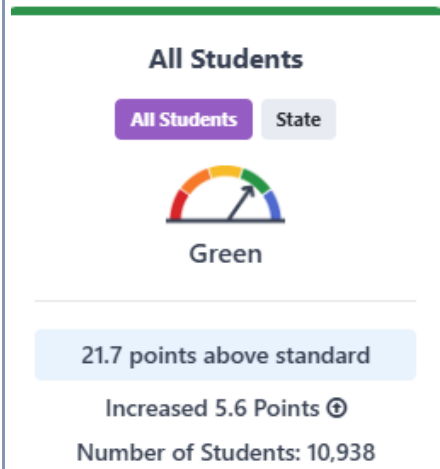 All Students
All Students State
Green
21.7 points above standard
Increased 5.6 Points
Number of Students: 10,938